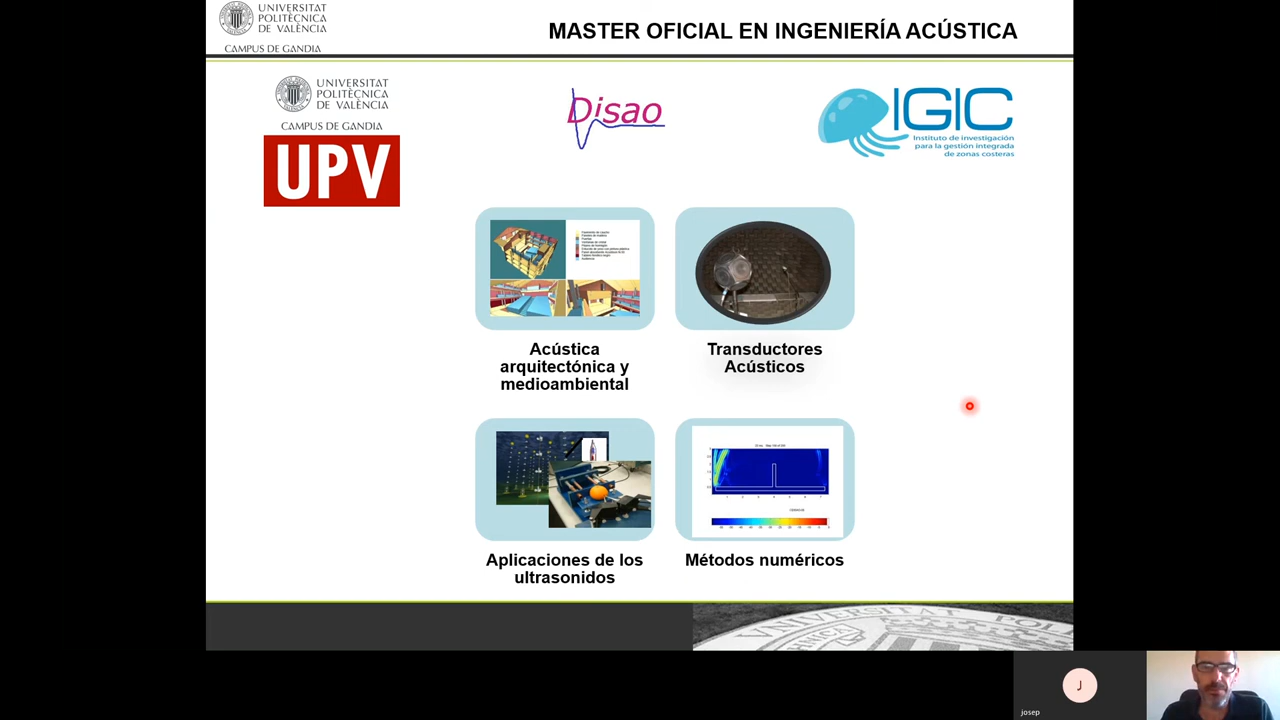 UNIVERSITAT
POLITÈCNICA
DE VALÈNCIA
CAMPUS DE GANDIA
MASTER OFICIAL EN INGENIERÍA ACÚSTICA
UNIVERSITAT
POLITÈCNICA
DE VALÈNCIA
CAMPUS DE GANDIA
UPV
Disao
IGIC
Instituto de investigación
para la gestión integrada
de zonas costeras
Acústica
arquitectónica y
medioambiental
Transductores
Acústicos
Aplicaciones de los
ultrasonidos
Métodos numéricos
UNIVERSITAT POL
J
josep